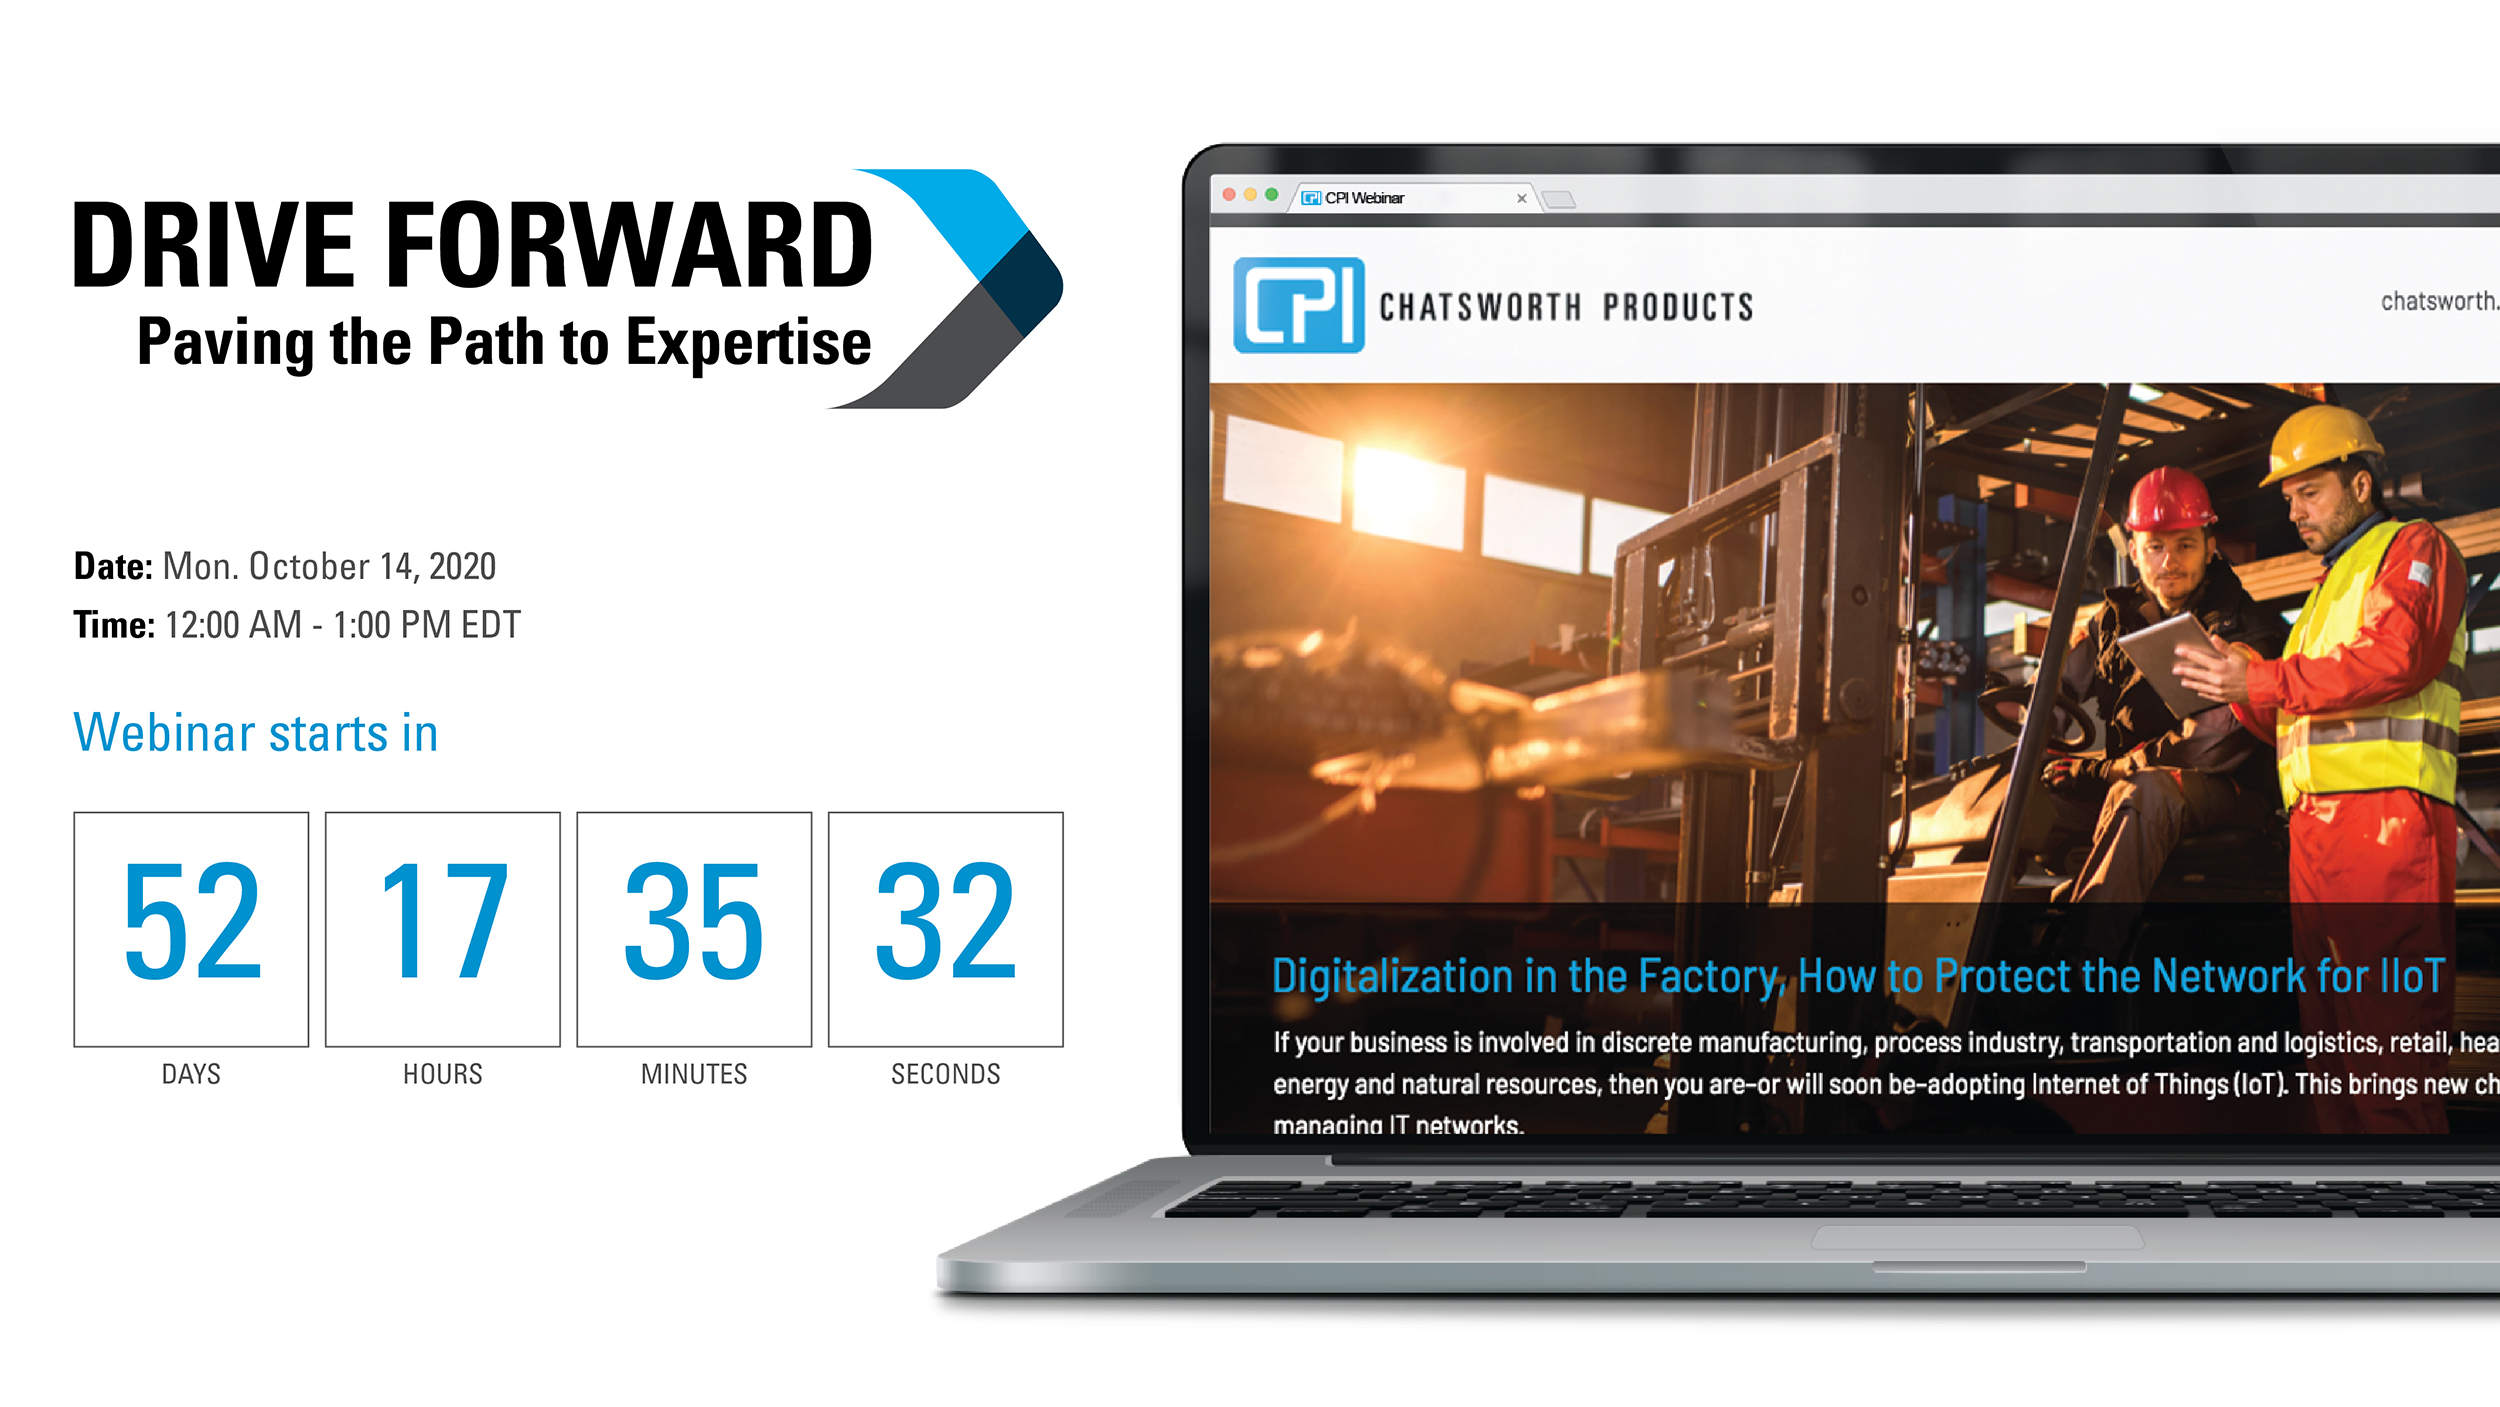 DRIVE FORWARD
Paving the Path to Expertise
Date: Mon. October 14, 2020
Time: 12:00 AM - 1:00 PM EDT
Webinar starts in
52 17 35 32
DAYS HOURS MINUTES SECONDS
CPI CPI Webinar
CPI CHATSWORTH PRODUCTS
chatsworth.
Digitalization in the Factory, How to Protect the Network for IIoT
If your business is involved in discrete manufacturing, process industry, transportation and logistics, retail, hea
energy and natural resources, then you are-or will soon be-adopting Internet of Things (IoT). This brings new ch
managing IT networks.